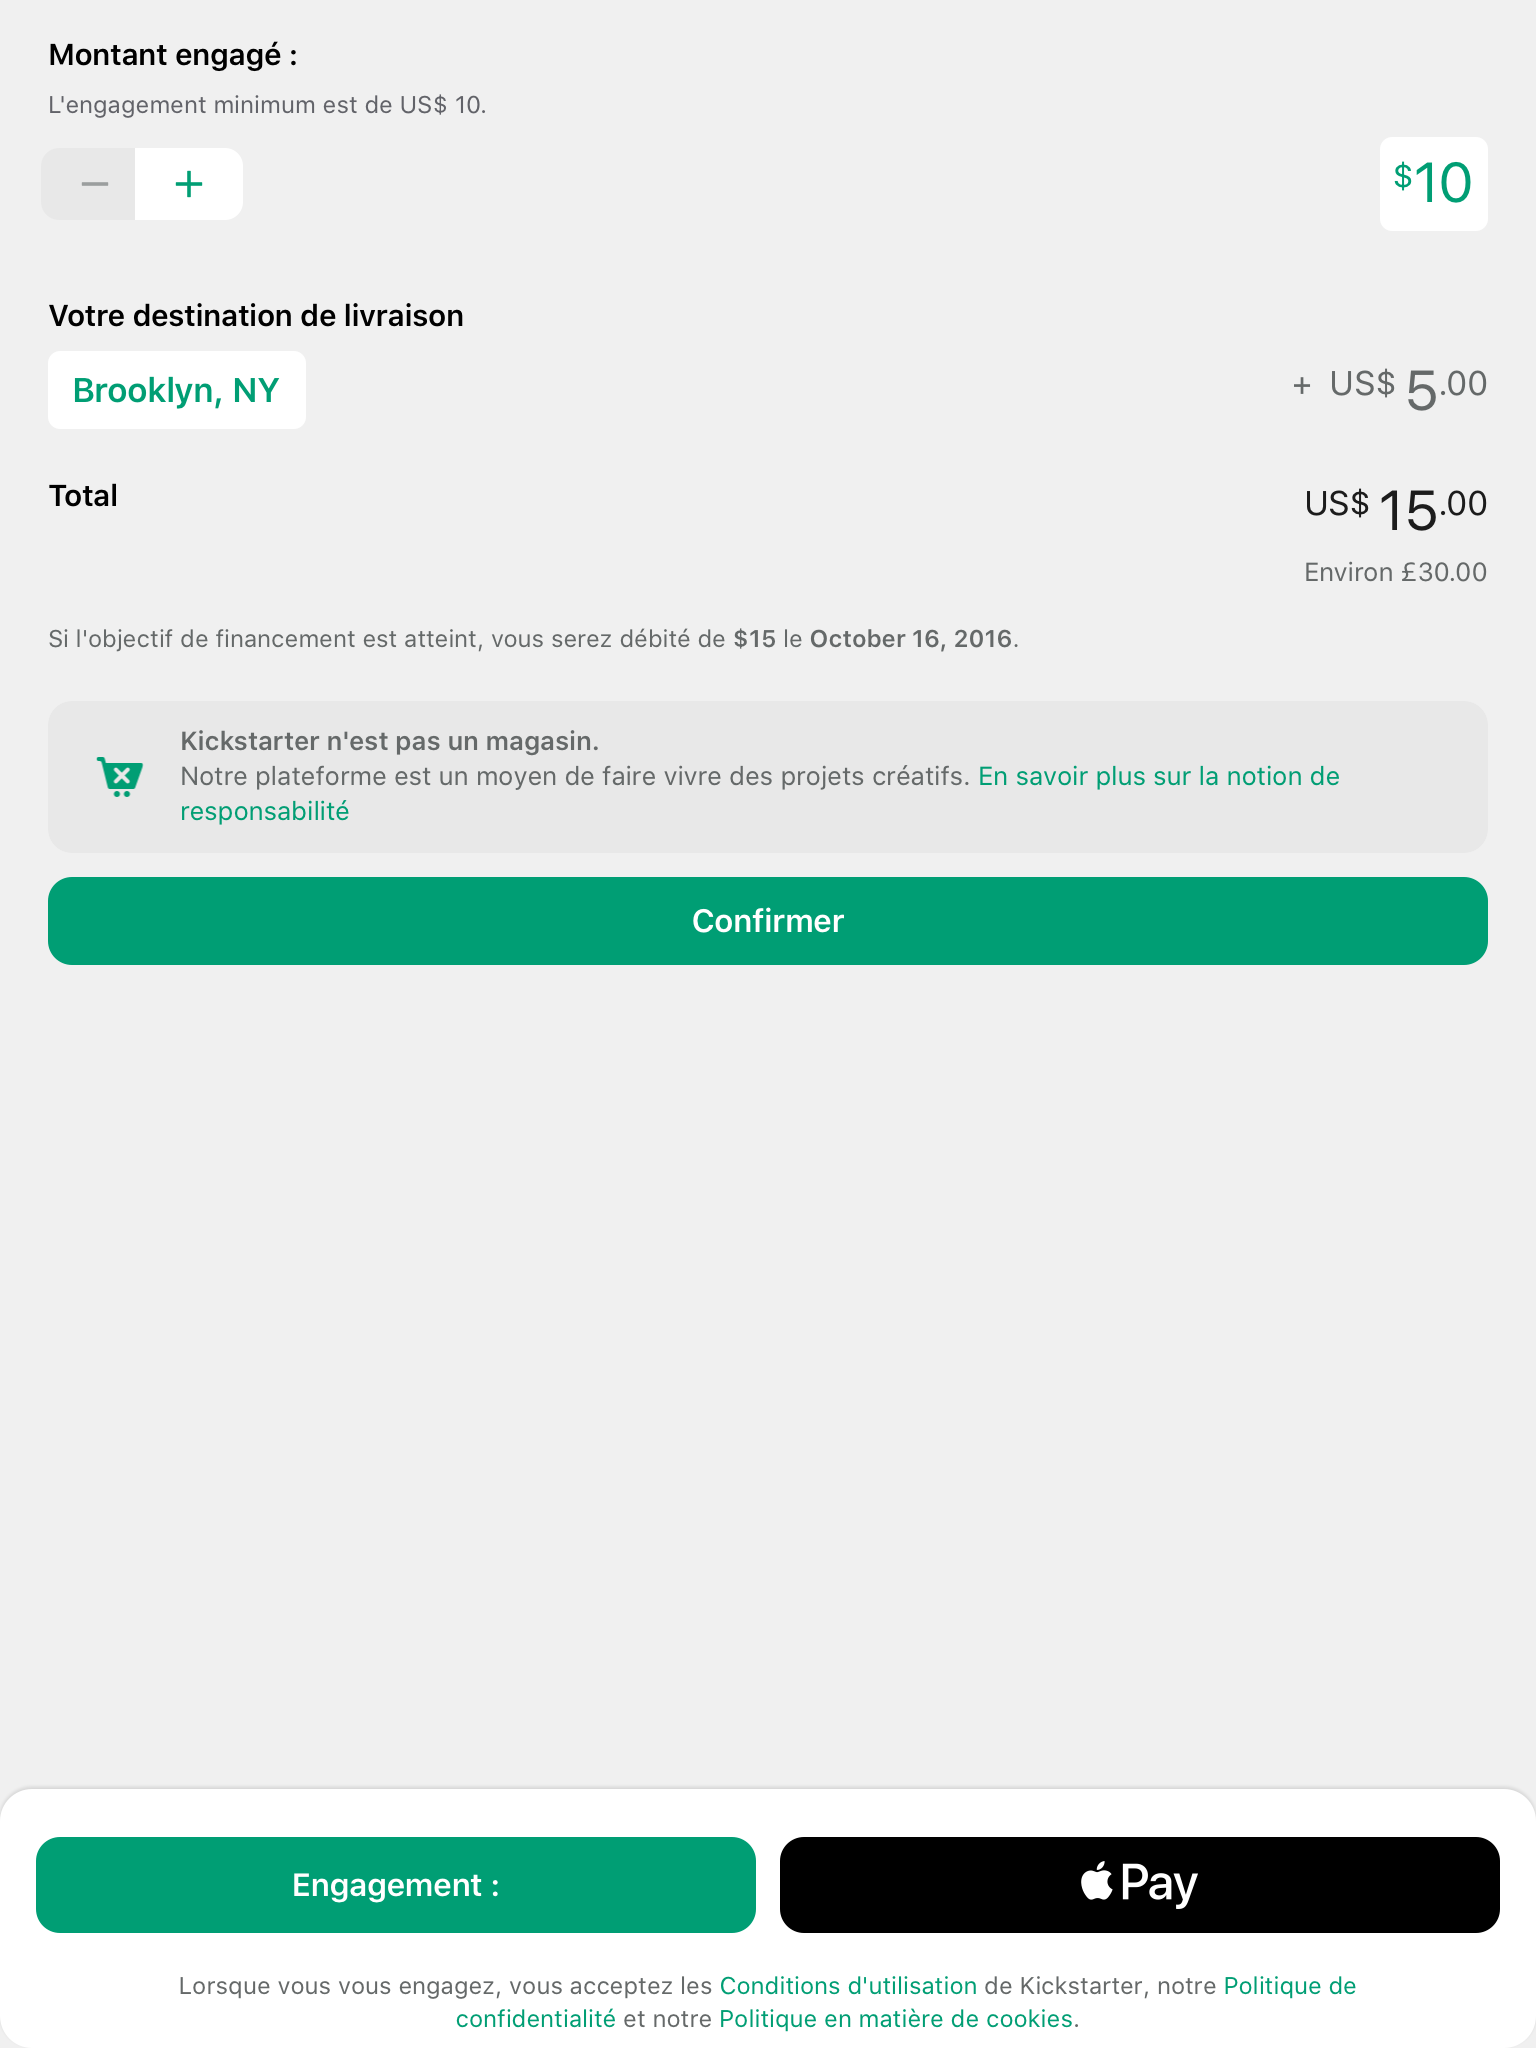 Montant engagé :
L'engagement minimum est de US$ 10.
− +
$10
Votre destination de livraison
Brooklyn, NY
+ US$ 5.00
Total
US$ 15.00
Environ £30.00
Si l'objectif de financement est atteint, vous serez débité de $15 le October 16, 2016.
Kickstarter n'est pas un magasin.
Notre plateforme est un moyen de faire vivre des projets créatifs. En savoir plus sur la notion de
responsabilité
Confirmer
Engagement :
Pay
Lorsque vous vous engagez, vous acceptez les Conditions d'utilisation de Kickstarter, notre Politique de
confidentialité et notre Politique en matière de cookies.